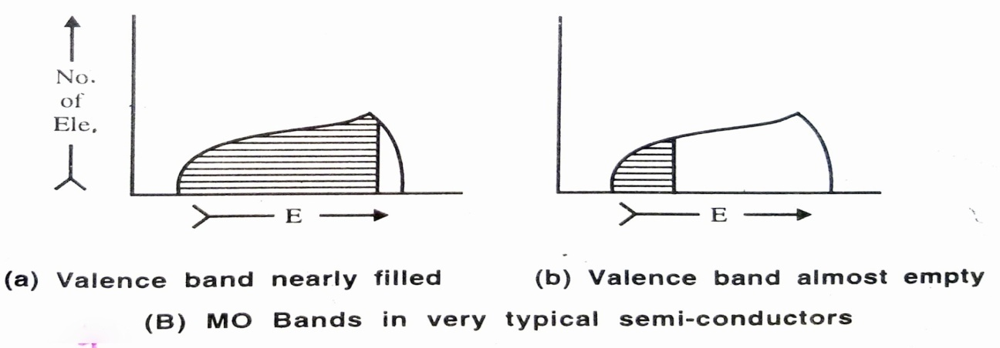 No.
of
Ele.
E
E
(a) Valence band nearly filled
(b) Valence band almost empty
(B) MO Bands in very typical semi-conductors